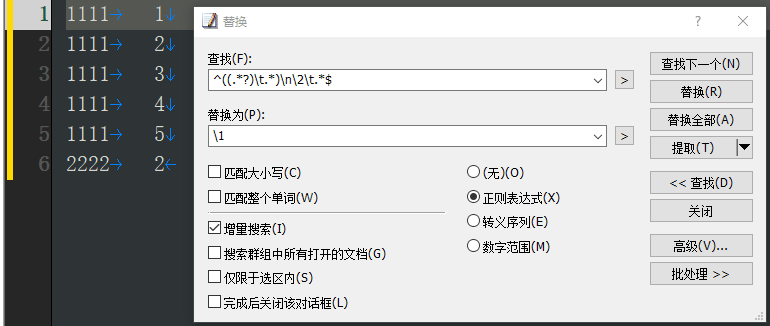 1 1111→ 1↓
2 1111→ 2↓
3 1111→ 3↓
4 1111→ 4↓
5 1111→ 5↓
6 2222→ 2←
替换
? ×
查找(F):
^((.*?)\t.*)\n\2\t.*$
>
替换为(P):
\1
>
匹配大小写(C)
匹配整个单词(W)
增量搜索(I)
搜索群组中所有打开的文档(G)
仅限于选区内(S)
完成后关闭该对话框(L)
(无)(O)
正则表达式(X)
转义序列(E)
数字范围(M)
查找下一个(N)
替换(R)
替换全部(A)
提取(T)
<< 查找(D)
关闭
高级(V)...
批处理 >>